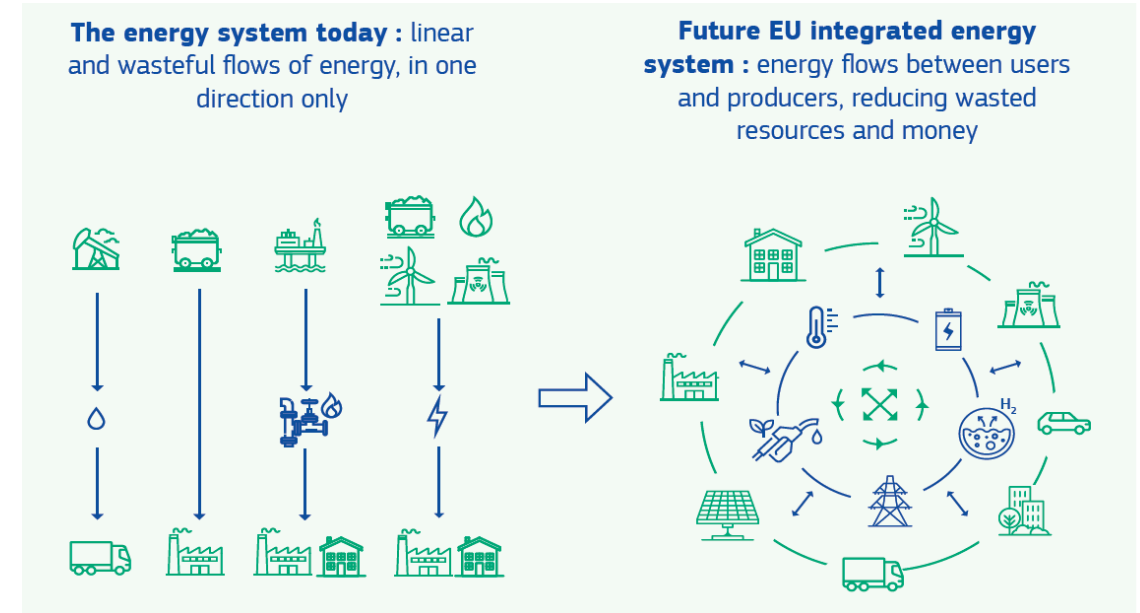 The energy system today : linear
and wasteful flows of energy, in one
direction only
Future EU integrated energy
system : energy flows between users
and producers, reducing wasted
resources and money
H₂